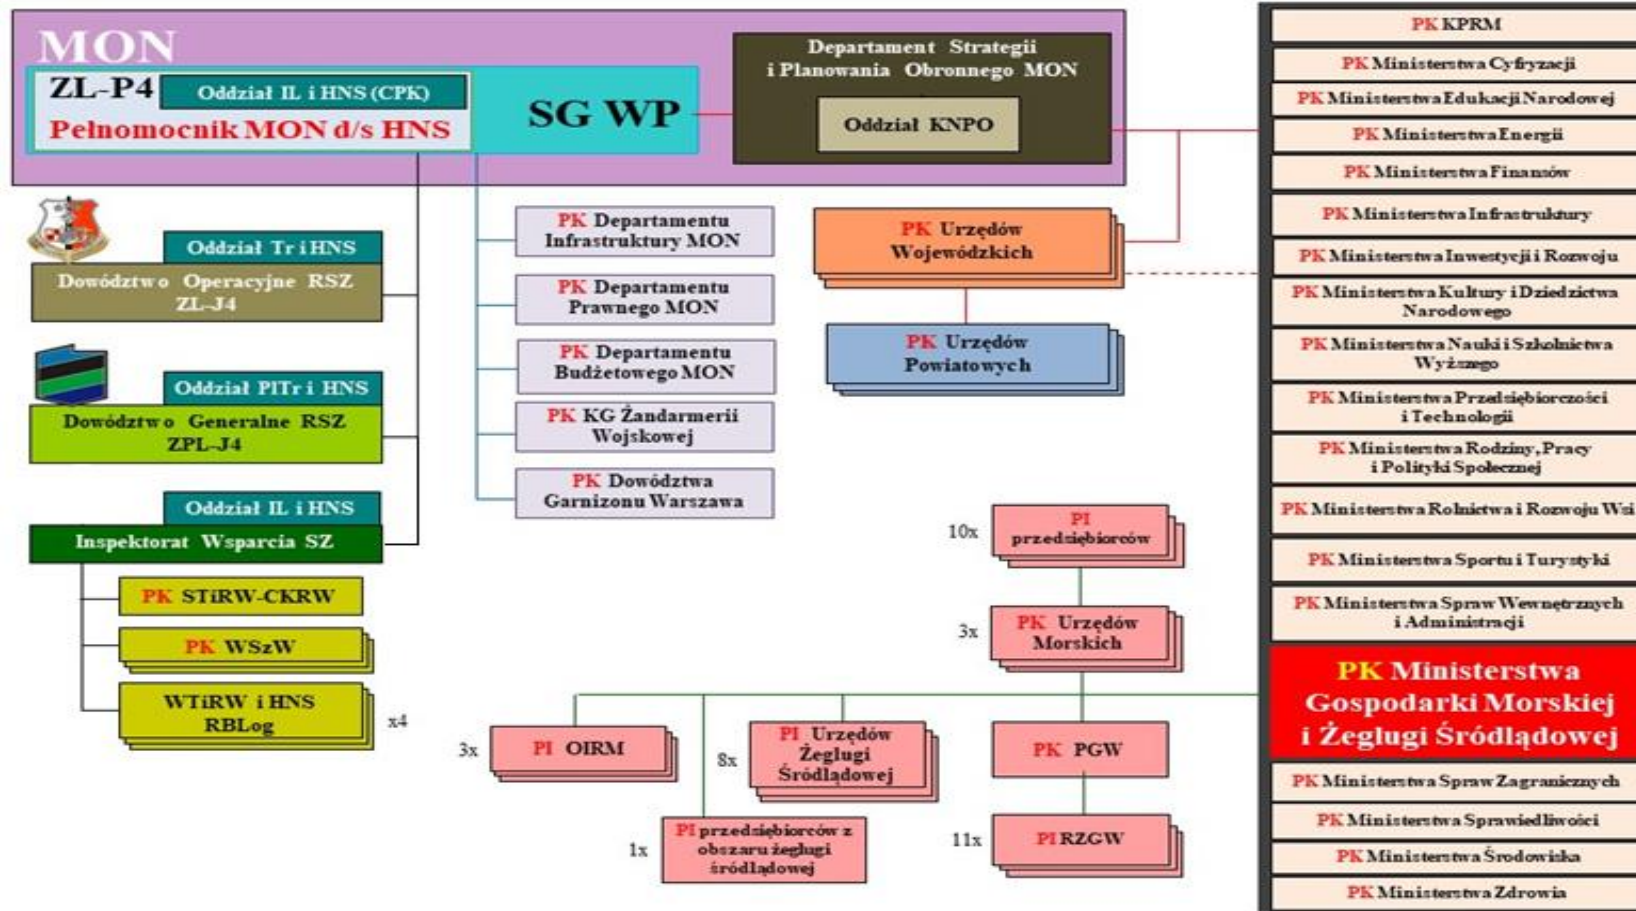 MON
ZL-P4
Oddział IL i HNS (CPK)
Pełnomocnik MON d/s HNS
SG WP
Departament Strategii
i Planowania Obronnego MON
Oddział KNPO
Oddział Tr i HNS
Dowództwo Operacyjne RSZ
ZL-J4
Oddział PlTr i HNS
Dowództwo Generalne RSZ
ZPL-J4
Oddział IL i HNS
Inspektorat Wsparcia SZ
PK STiRW-CKRW
PK WSzW
WTiRW i HNS
RBLog
x4
PK Departamentu
Infrastruktury MON
PK Departamentu
Prawnego MON
PK Departamentu
Budżetowego MON
PK KG Żandarmerii
Wojskowej
PK Dowództwa
Garnizonu Warszawa
PK Urzędów
Wojewódzkich
PK Urzędów
Powiatowych
10x
PI
przedsiębiorców
3x
PK Urzędów
Morskich
3x
PI OIRM
8x
PI Urzędów
Żeglugi
Śródlądowej
PK PGW
1x
PI przedsiębiorców z
obszaru żeglugi
śródlądowej
11x
PI RZGW
PK KPRM
PK Ministerstwa Cyfryzacji
PK Ministerstwa Edukacji Narodowej
PK Ministerstwa Energii
PK Ministerstwa Finansów
PK Ministerstwa Infrastruktury
PK Ministerstwa Inwestycji i Rozwoju
PK Ministerstwa Kultury i Dziedzictwa
Narodowego
PK Ministerstwa Nauki i Szkolnictwa
Wyższego
PK Ministerstwa Przedsiębiorczości
i Technologii
PK Ministerstwa Rodziny, Pracy
i Polityki Społecznej
PK Ministerstwa Rolnictwa i Rozwoju Wsi
PK Ministerstwa Sportu i Turystyki
PK Ministerstwa Spraw Wewnętrznych
i Administracji
PK Ministerstwa
Gospodarki Morskiej
i Żeglugi Śródlądowej
PK Ministerstwa Spraw Zagranicznych
PK Ministerstwa Sprawiedliwości
PK Ministerstwa Środowiska
PK Ministerstwa Zdrowia